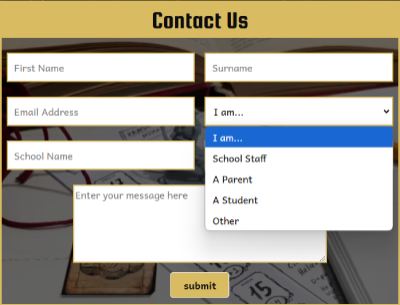 Contact Us
First Name
Surname
Email Address
I am...
I am...
School Name
School Staff
A Parent
Enter your message here
A Student
Other
15
submit